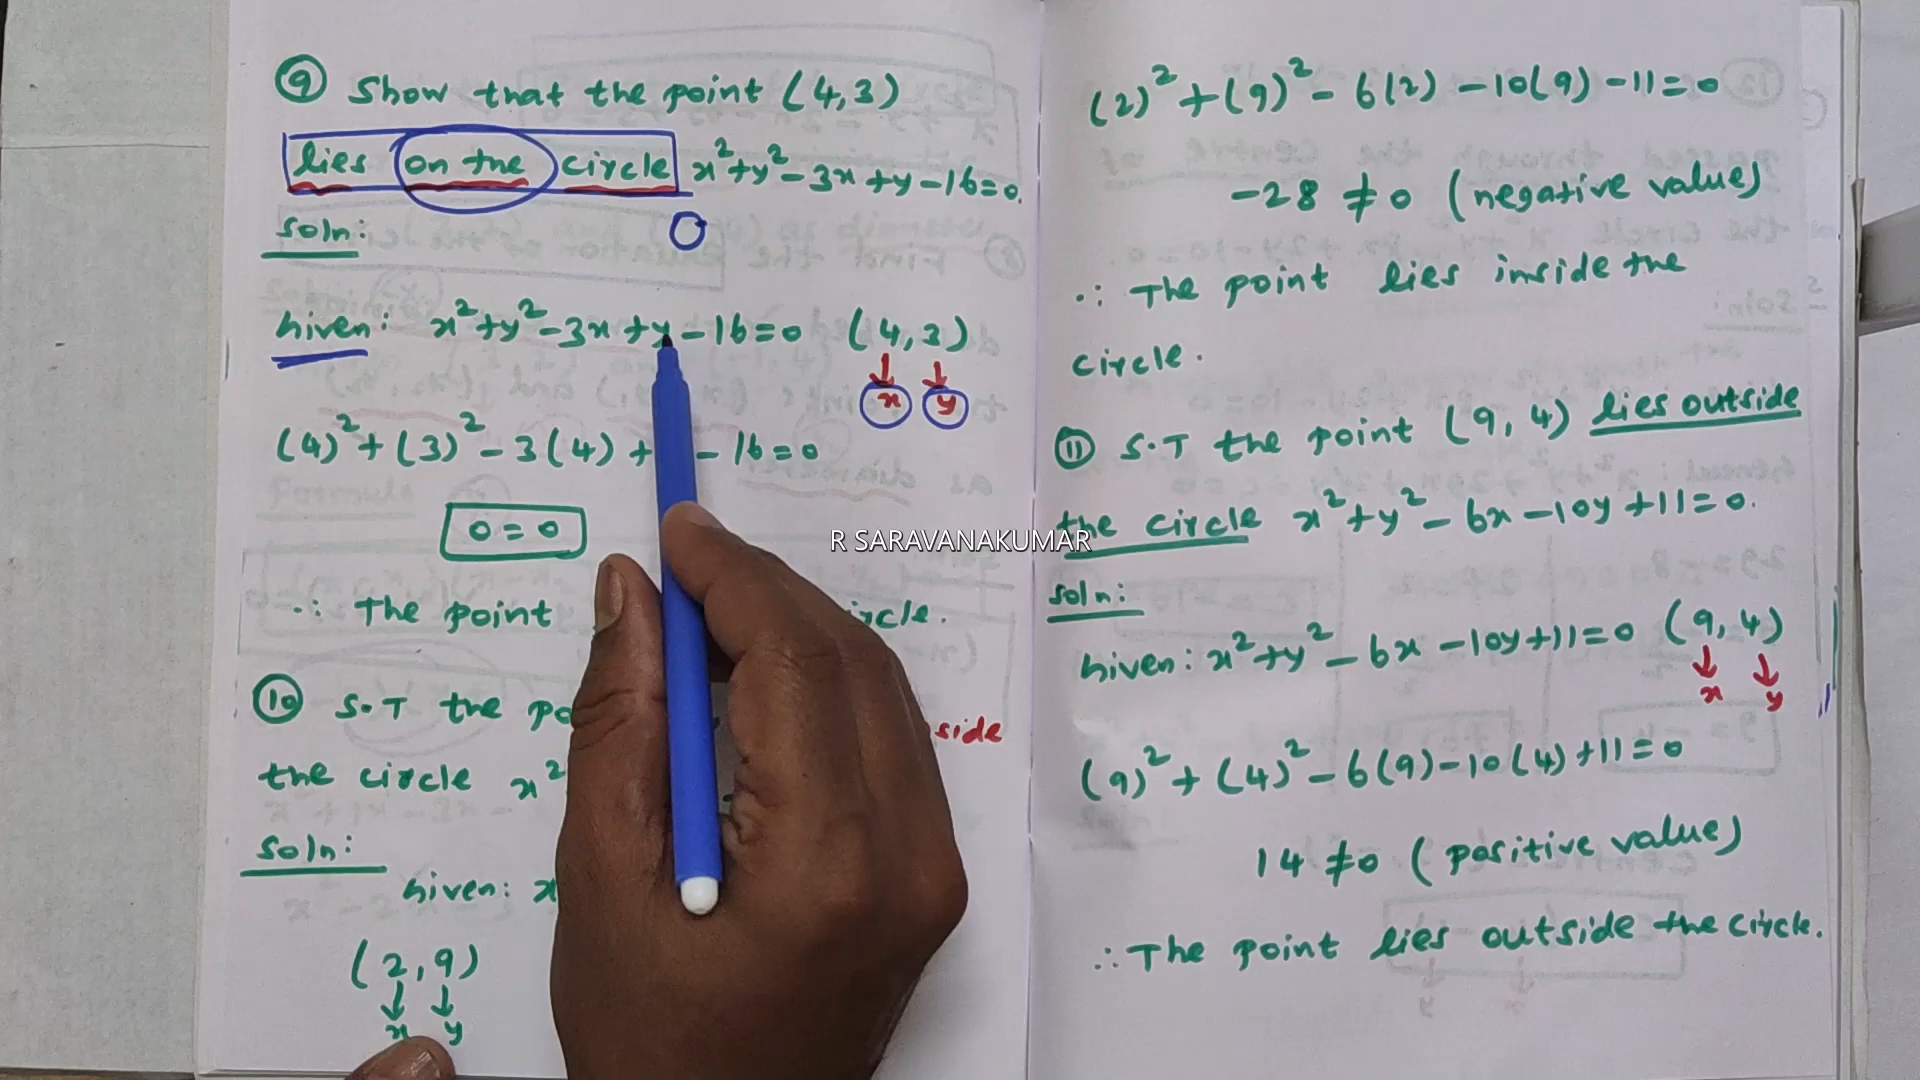 9 Show that the point (4,3)
lies on the circle x²+y²-3x+y-16=0.
Soln:
Given: x²+y²-3x+y-16=0 (4,3)
x y
(4)²+(3)²-3(4)+ -16=0
0=0
∴ The point ircle.
10 S.T the po side
the circle x²
Soln:
Given: x
(2,9)
x y
(2)²+(9)²-6(2)-10(9)-11=0
-28≠0 (negative value)
∴ The point lies inside the
circle.
11 S.T the point (9,4) lies outside
the circle x²+y²-6x-10y+11=0.
R SARAVANAKUMAR
Soln:
Given: x²+y²-6x-10y+11=0 (9,4)
x y
(9)²+(4)²-6(9)-10(4)+11=0
14≠0 (positive value)
∴ The point lies outside the circle.